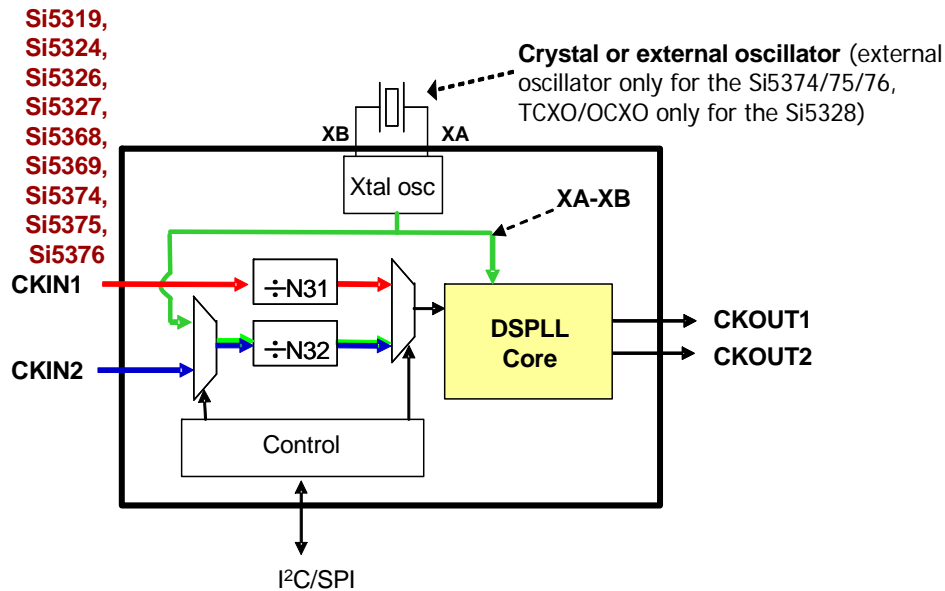 Si5319,
Si5324,
Si5326,
Si5327,
Si5368,
Si5369,
Si5374,
Si5375,
Si5376
Crystal or external oscillator (external
oscillator only for the Si5374/75/76,
TCXO/OCXO only for the Si5328)
XB
XA
Xtal osc
XA-XB
CKIN1
÷N31
DSPLL
Core
CKOUT1
CKIN2
÷N32
CKOUT2
Control
I²C/SPI